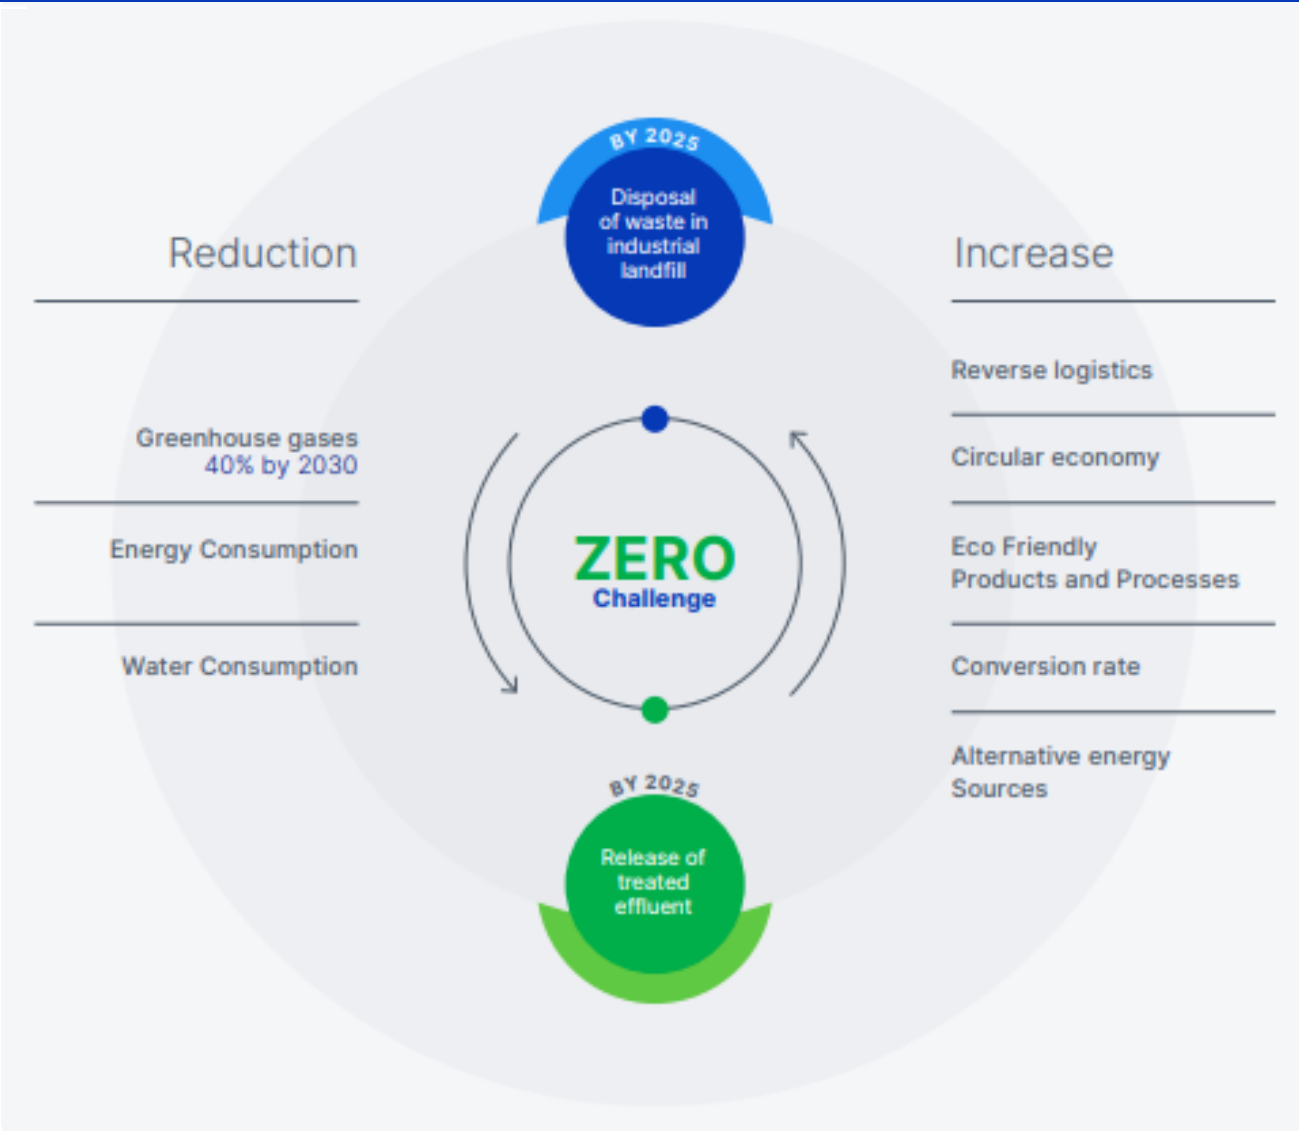 BY 2025
Disposal
of waste in
industrial
landfill
Reduction
Greenhouse gases
40% by 2030
Energy Consumption
Water Consumption
ZERO
Challenge
Increase
Reverse logistics
Circular economy
Eco Friendly
Products and Processes
Conversion rate
Alternative energy
Sources
BY 2025
Release of
treated
effluent